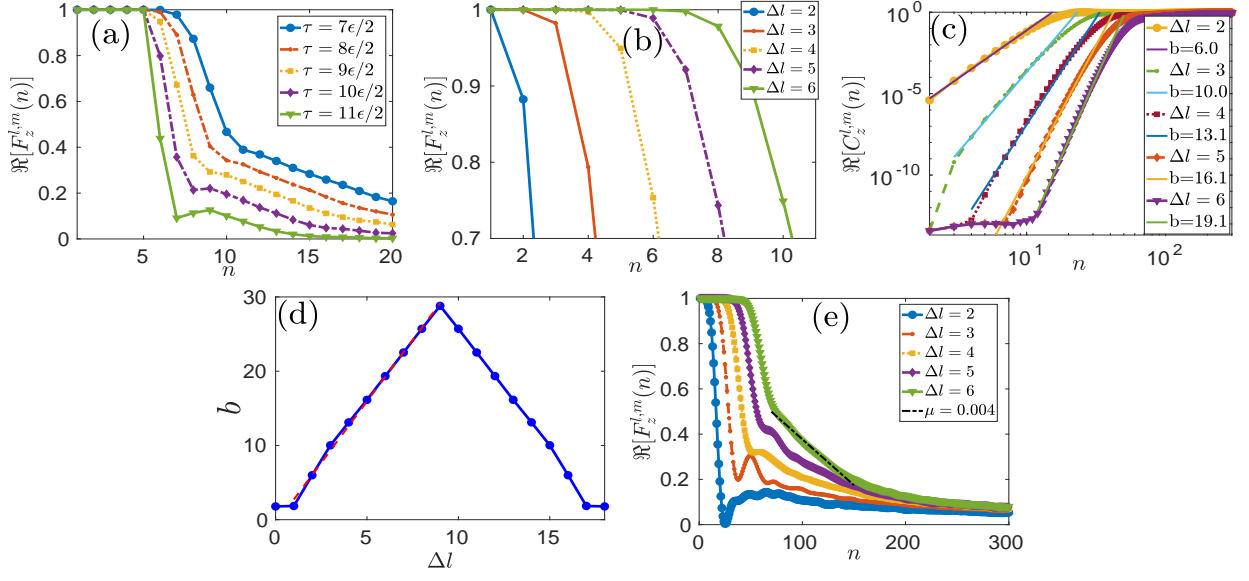 (a)
ℜ[F_z^{l,m}(n)]
1
0.8
0.6
0.4
0.2
0
5
10
15
20
n
τ = 7ϵ/2
τ = 8ϵ/2
τ = 9ϵ/2
τ = 10ϵ/2
τ = 11ϵ/2
(b)
ℜ[F_z^{l,m}(n)]
1
0.9
0.8
0.7
2
4
6
8
10
n
Δl = 2
Δl = 3
Δl = 4
Δl = 5
Δl = 6
(c)
ℜ[C_z^{l,m}(n)]
10^0
10^{-5}
10^{-10}
10^1
10^2
n
Δl = 2
b=6.0
Δl = 3
b=10.0
Δl = 4
b=13.1
Δl = 5
b=16.1
Δl = 6
b=19.1
(d)
b
30
20
10
0
0
5
10
15
Δl
(e)
ℜ[F_z^{l,m}(n)]
1
0.8
0.6
0.4
0.2
0
0
100
200
300
n
Δl = 2
Δl = 3
Δl = 4
Δl = 5
Δl = 6
μ = 0.004